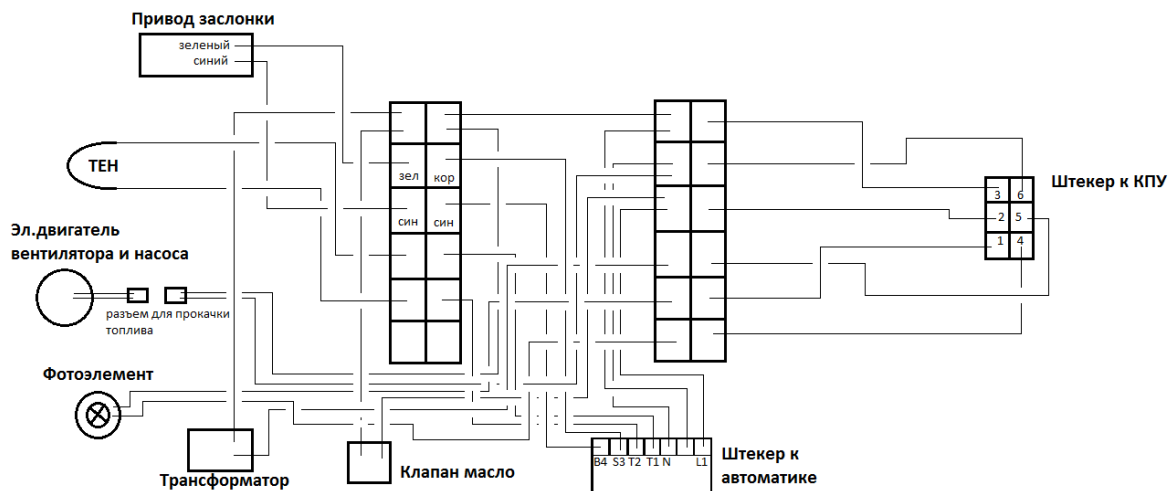 Привод заслонки
зеленый
синий
ТЕН
зел
кор
син
син
Эл.двигатель
вентилятора и насоса
разъем для прокачки
топлива
Фотоэлемент
Трансформатор
Клапан масло
3 6
2 5
1 4
Штекер к КПУ
B4 S3 T2 T1 N L1
Штекер к
автоматике